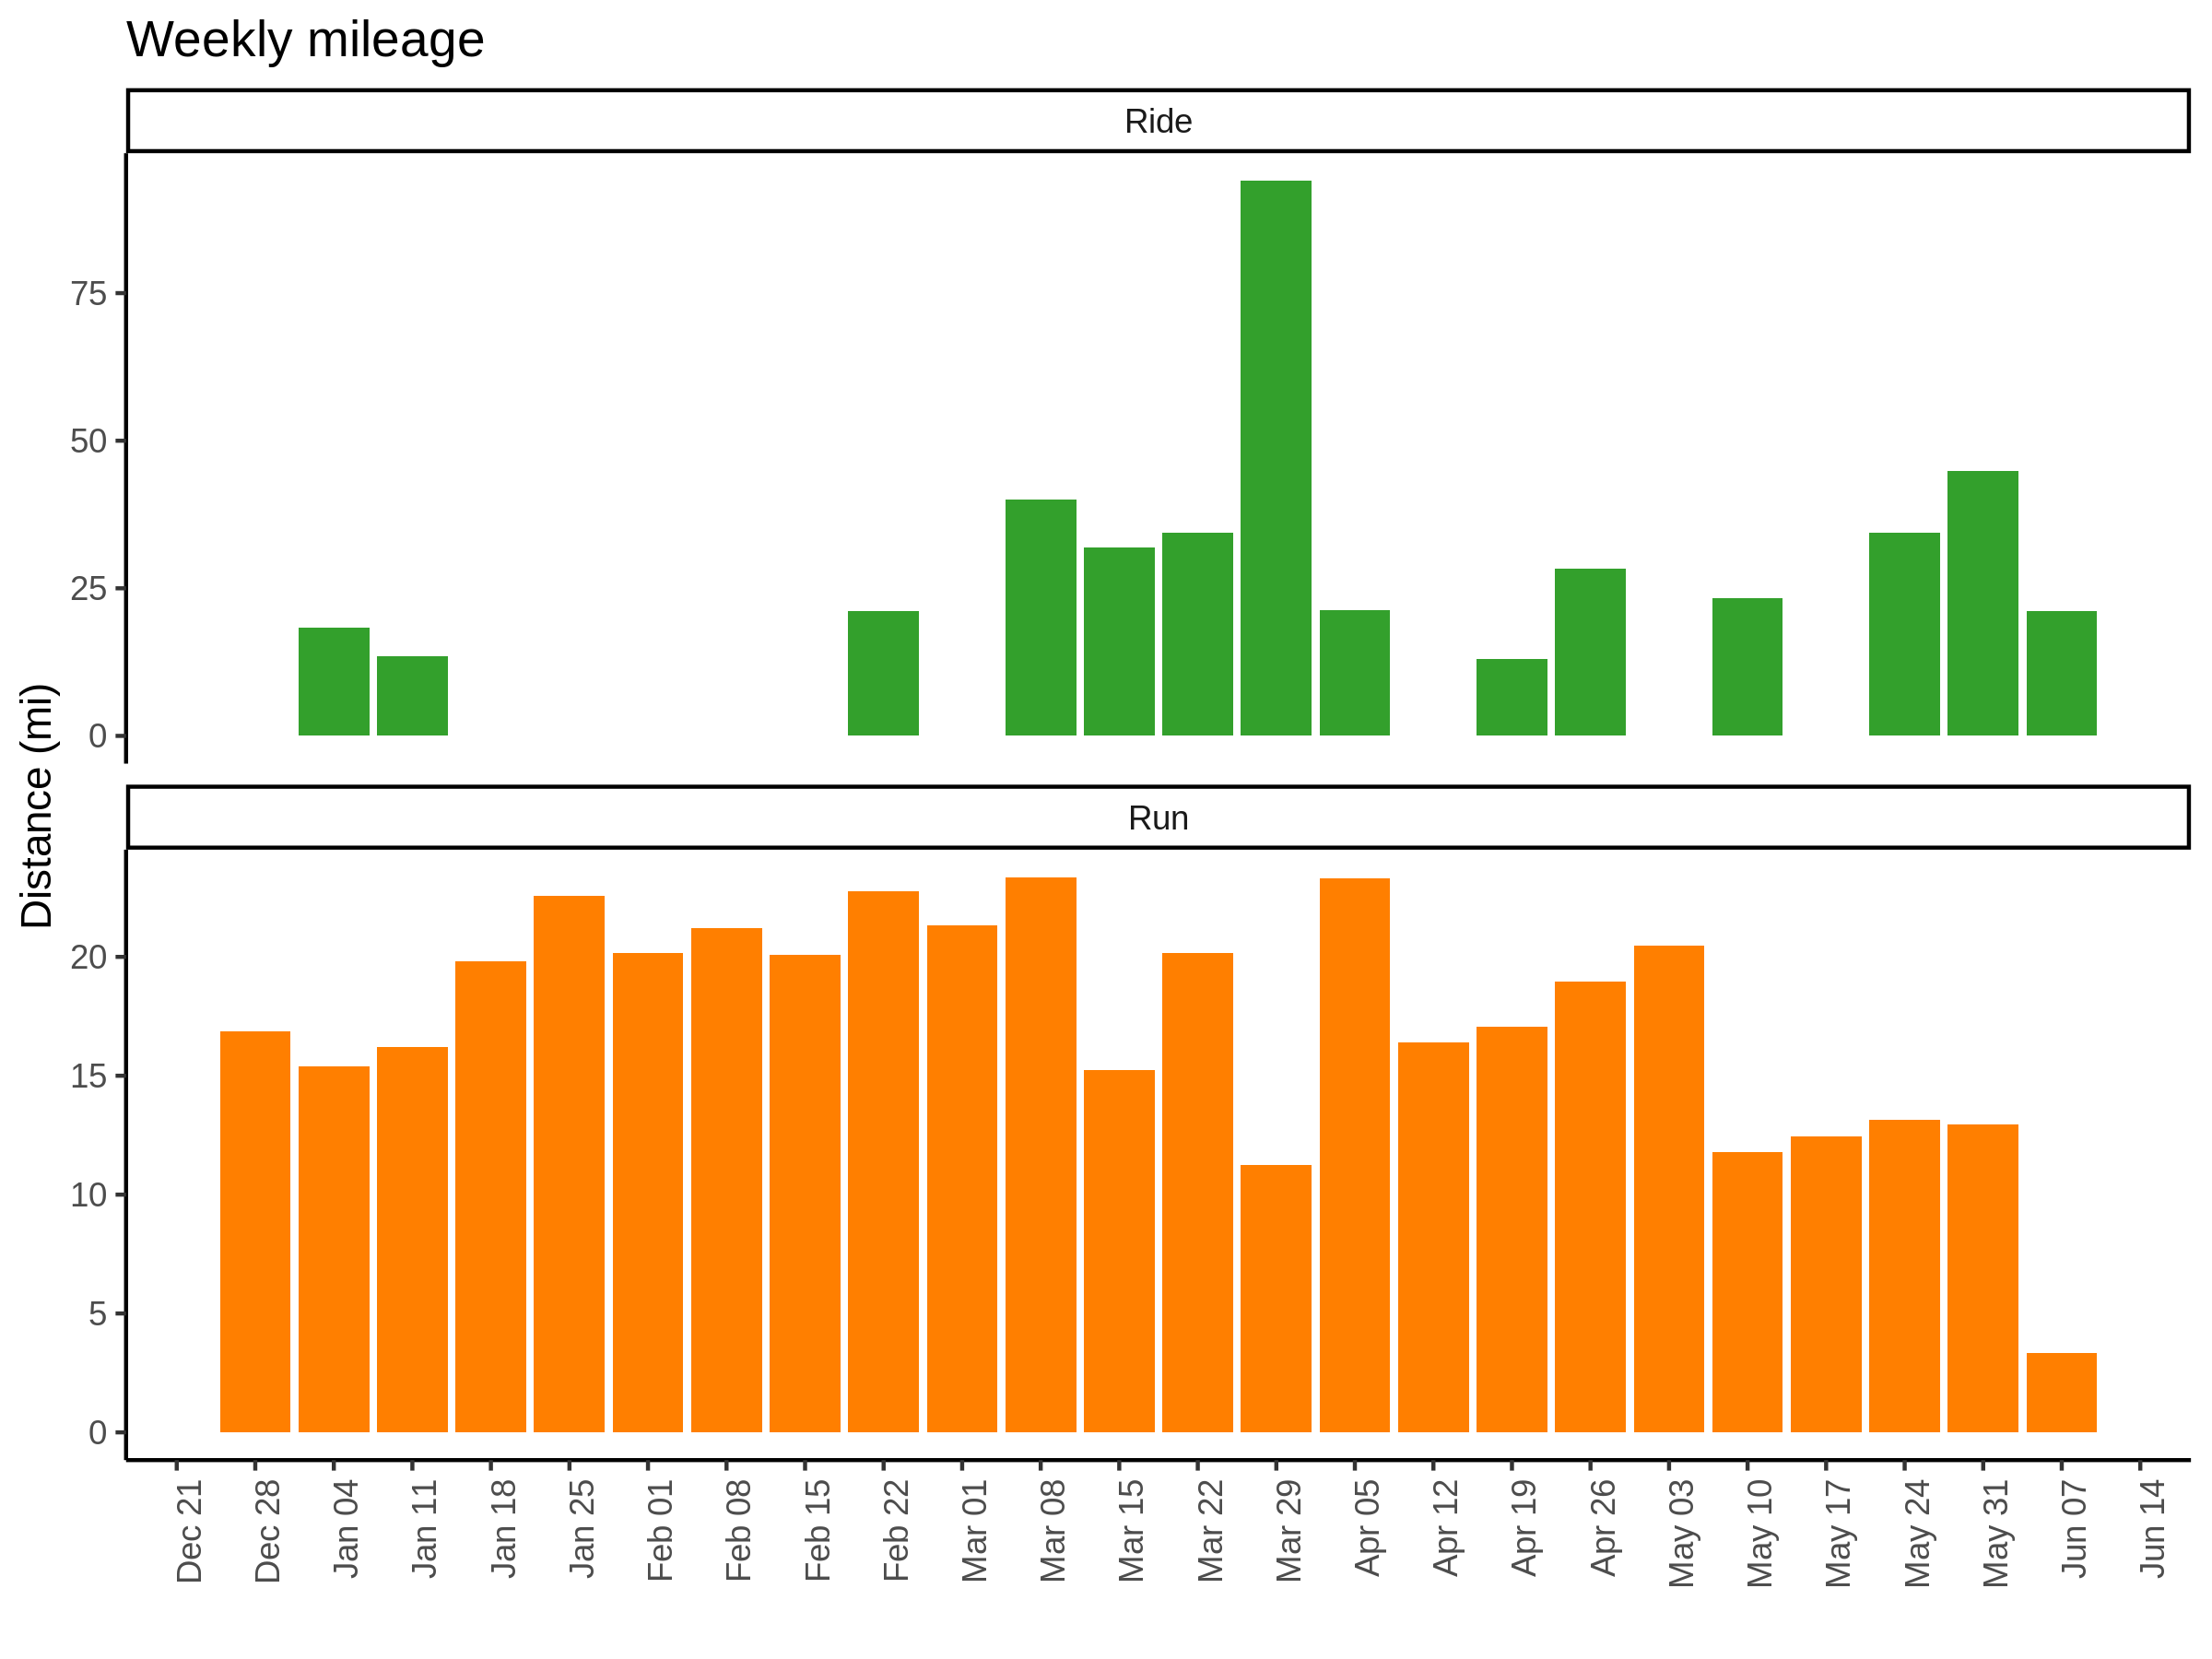 Weekly mileage
Ride
75
50
25
0
Distance (mi)
Run
20
15
10
5
0
Dec 21
Dec 28
Jan 04
Jan 11
Jan 18
Jan 25
Feb 01
Feb 08
Feb 15
Feb 22
Mar 01
Mar 08
Mar 15
Mar 22
Mar 29
Apr 05
Apr 12
Apr 19
Apr 26
May 03
May 10
May 17
May 24
May 31
Jun 07
Jun 14